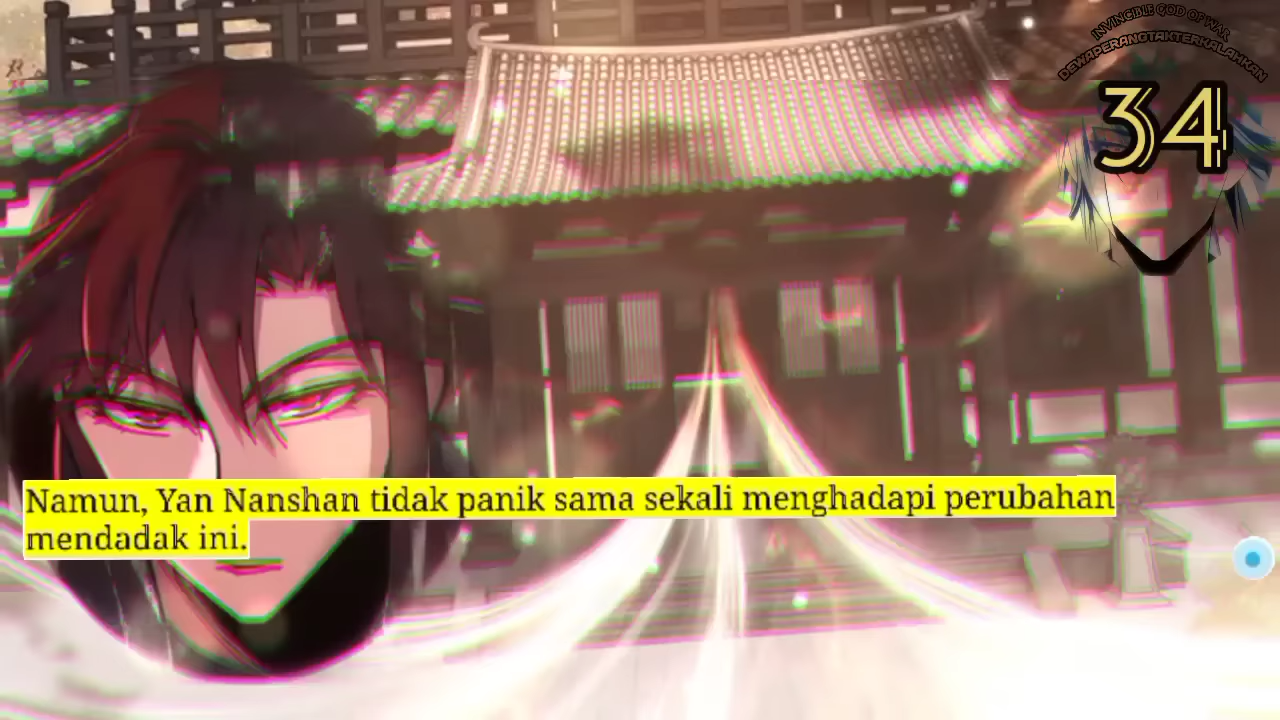 INVINCIBLE GOD OF WAR
DEWAPERANGTAKTERKALAHKAN
34
Namun, Yan Nanshan tidak panik sama sekali menghadapi perubahan
mendadak ini.